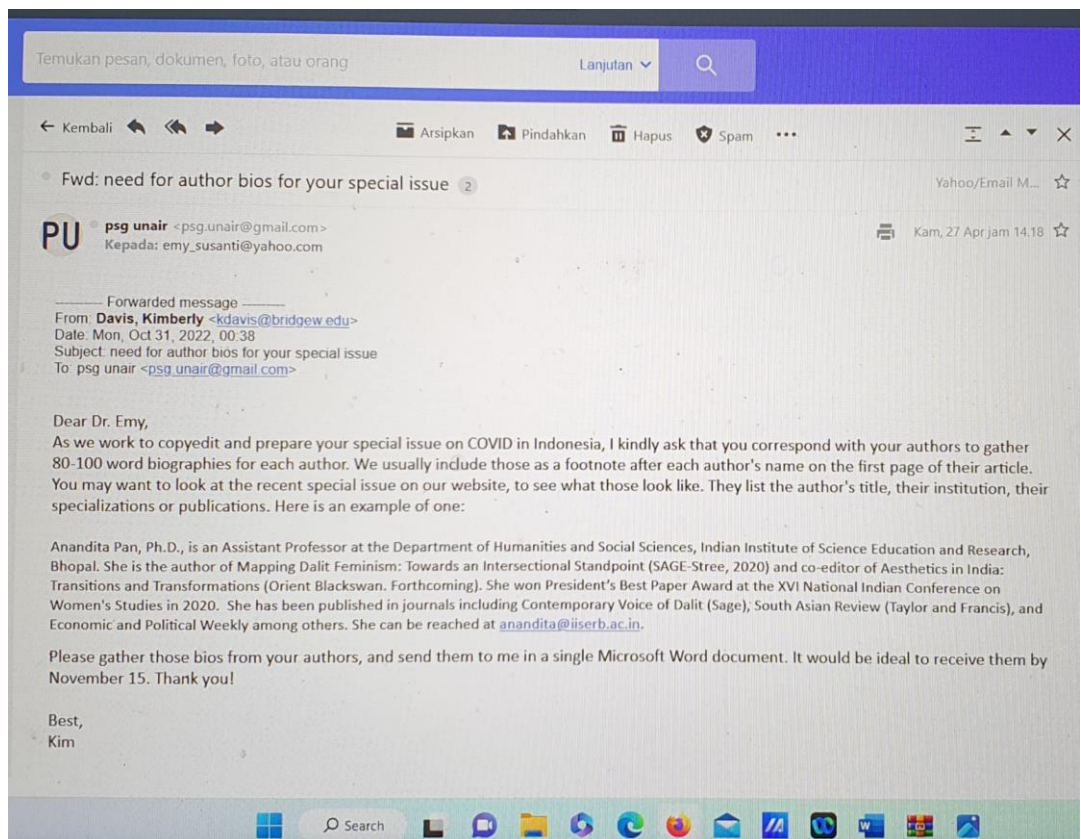 Temukan pesan, dokumen, foto, atau orang
Lanjutan
Kembali
Arsipkan
Pindahkan
Hapus
Spam
Fwd: need for author bios for your special issue 2
Yahoo/Email M...
PU
psg unair <psg.unair@gmail.com>
Kepada: emy_susanti@yahoo.com
Kam, 27 Apr jam 14.18
---------- Forwarded message ----------
From: Davis, Kimberly <kdavis@bridgew.edu>
Date: Mon, Oct 31, 2022, 00:38
Subject: need for author bios for your special issue
To: psg unair <psg.unair@gmail.com>
Dear Dr. Emy,
As we work to copyedit and prepare your special issue on COVID in Indonesia, I kindly ask that you correspond with your authors to gather
80-100 word biographies for each author. We usually include those as a footnote after each author's name on the first page of their article.
You may want to look at the recent special issue on our website, to see what those look like. They list the author's title, their institution, their
specializations or publications. Here is an example of one:
Anandita Pan, Ph.D., is an Assistant Professor at the Department of Humanities and Social Sciences, Indian Institute of Science Education and Research,
Bhopal. She is the author of Mapping Dalit Feminism: Towards an Intersectional Standpoint (SAGE-Stree, 2020) and co-editor of Aesthetics in India:
Transitions and Transformations (Orient Blackswan. Forthcoming). She won President's Best Paper Award at the XVI National Indian Conference on
Women's Studies in 2020. She has been published in journals including Contemporary Voice of Dalit (Sage), South Asian Review (Taylor and Francis), and
Economic and Political Weekly among others. She can be reached at anandita@iiserb.ac.in.
Please gather those bios from your authors, and send them to me in a single Microsoft Word document. It would be ideal to receive them by
November 15. Thank you!
Best,
Kim
Search